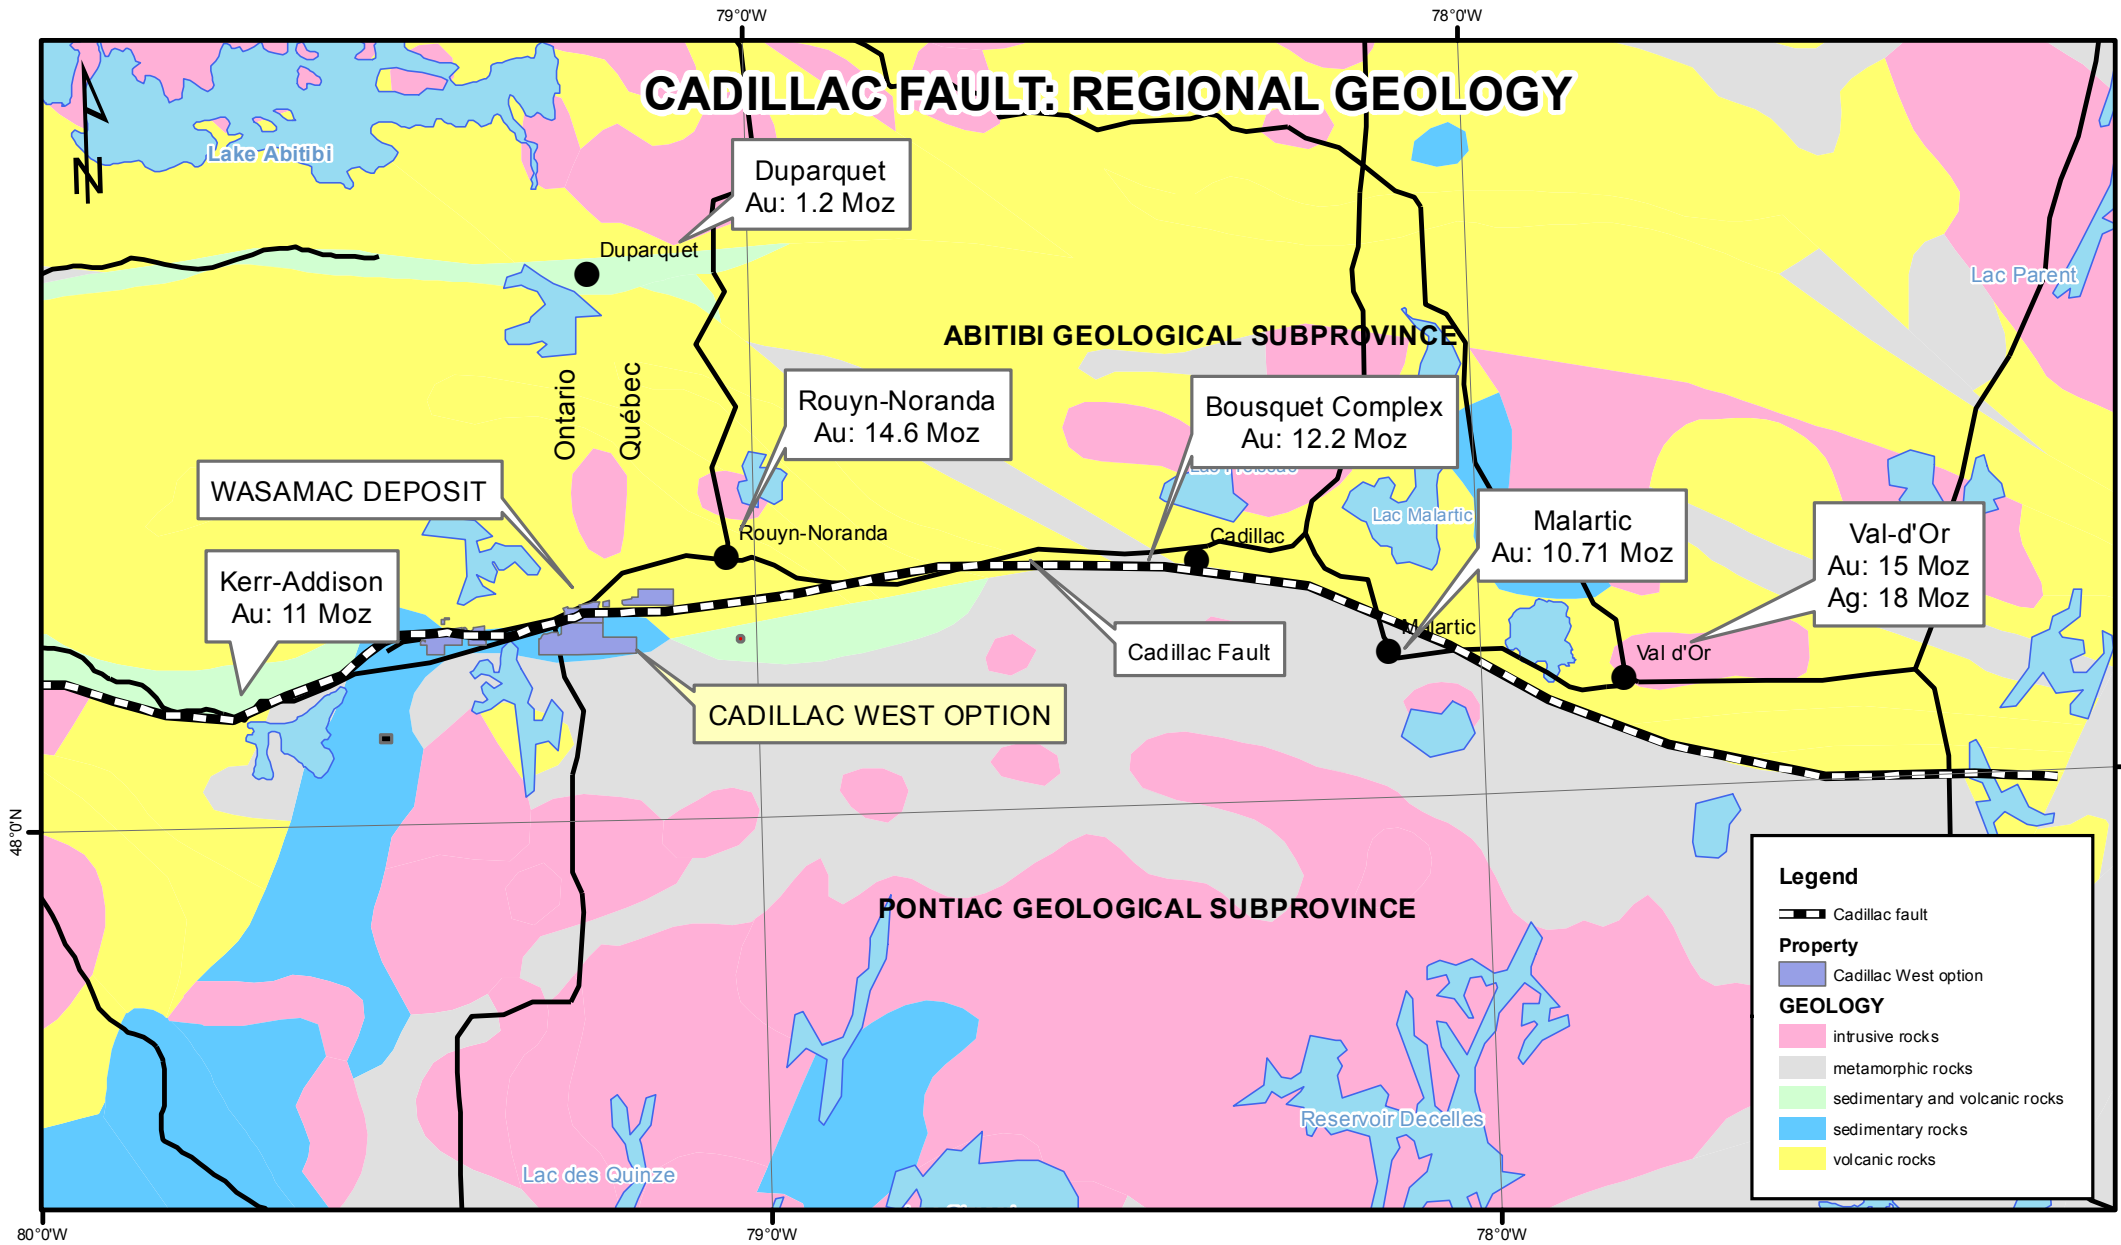 79°0'W
78°0'W
CADILLAC FAULT: REGIONAL GEOLOGY
N
Lake Abitibi
Duparquet
Au: 1.2 Moz
Duparquet
Lac Parent
ABITIBI GEOLOGICAL SUBPROVINCE
Ontario
Québec
Rouyn-Noranda
Au: 14.6 Moz
Bousquet Complex
Au: 12.2 Moz
WASAMAC DEPOSIT
Lac Malartic
Malartic
Au: 10.71 Moz
Val-d'Or
Au: 15 Moz
Ag: 18 Moz
Rouyn-Noranda
Cadillac
Kerr-Addison
Au: 11 Moz
Malartic
Cadillac Fault
Val d'Or
CADILLAC WEST OPTION
48°0'N
PONTIAC GEOLOGICAL SUBPROVINCE
Legend
Cadillac fault
Property
Cadillac West option
GEOLOGY
intrusive rocks
metamorphic rocks
sedimentary and volcanic rocks
sedimentary rocks
volcanic rocks
Reservoir Decelles
Lac des Quinze
80°0'W
79°0'W
78°0'W